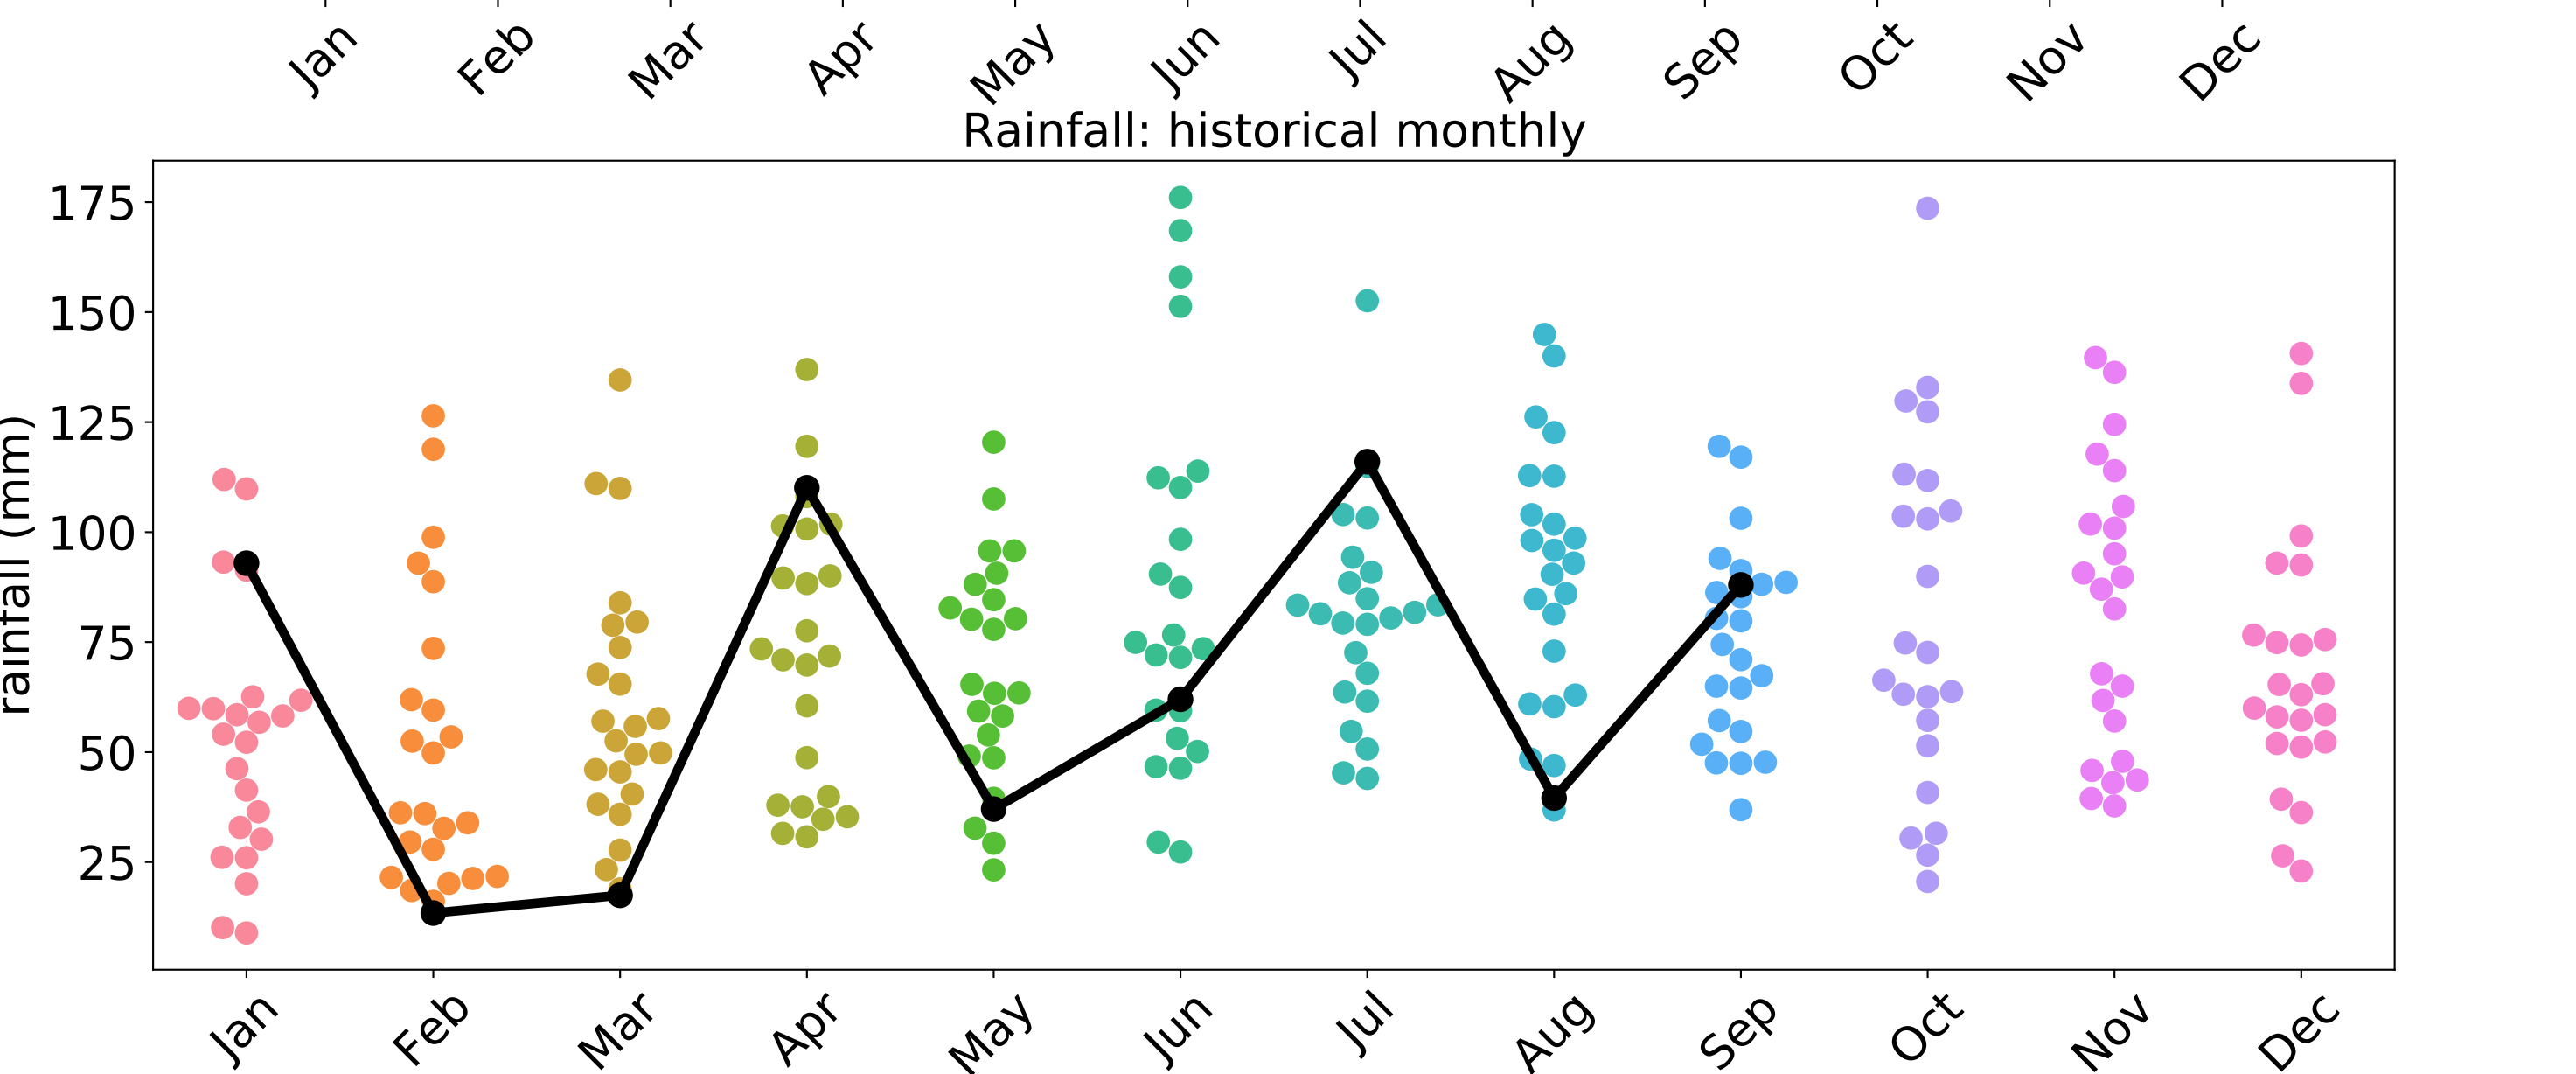 Jan Feb Mar Apr May Jun Jul Aug Sep Oct Nov Dec
Rainfall: historical monthly
rainfall (mm)
175
150
125
100
75
50
25
Jan Feb Mar Apr May Jun Jul Aug Sep Oct Nov Dec